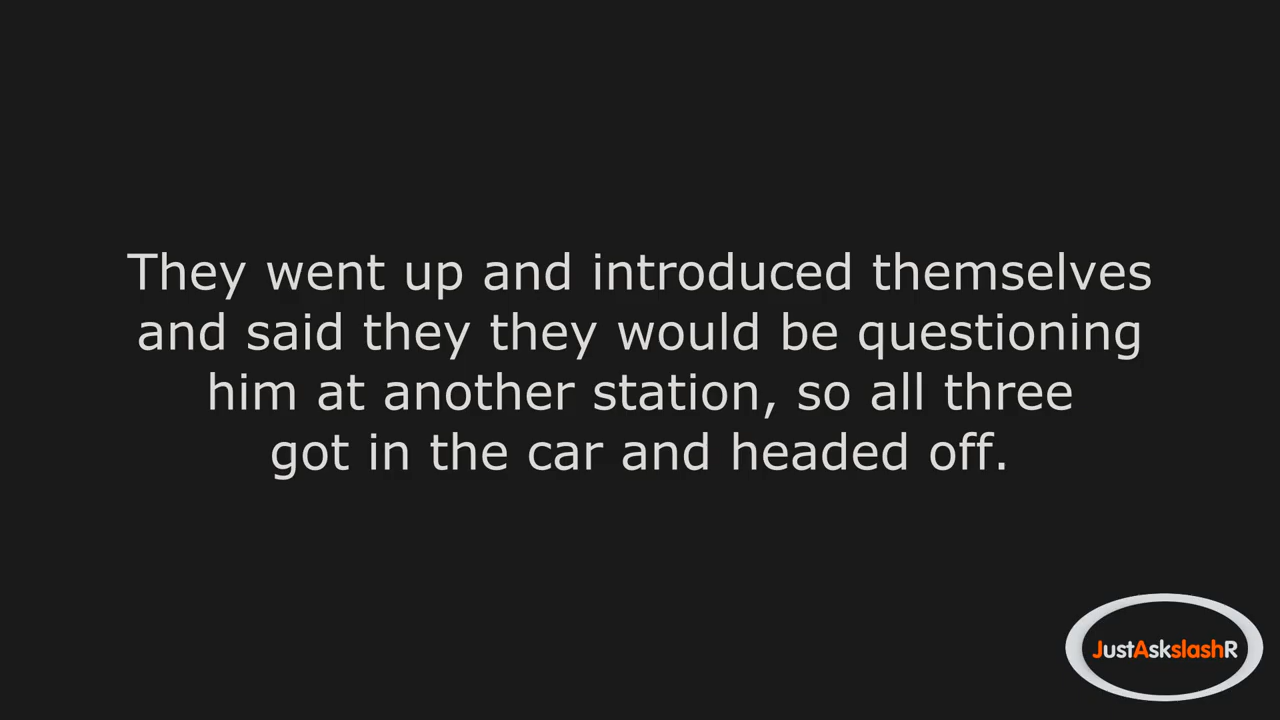 They went up and introduced themselves
and said they they would be questioning
him at another station, so all three
got in the car and headed off.
JustAskslashR